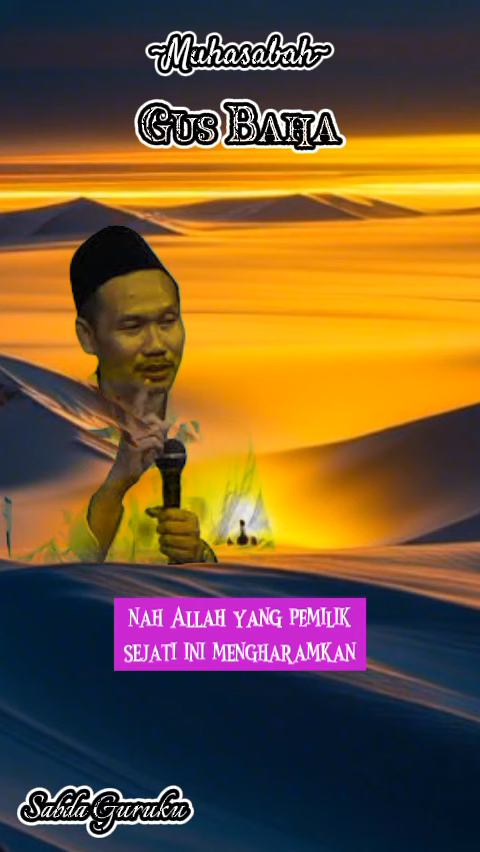 ~Muhasabah~
Gus Baha
NAH ALLAH YANG PEMILIK
SEJATI INI MENGHARAMKAN
Sabda Guruku